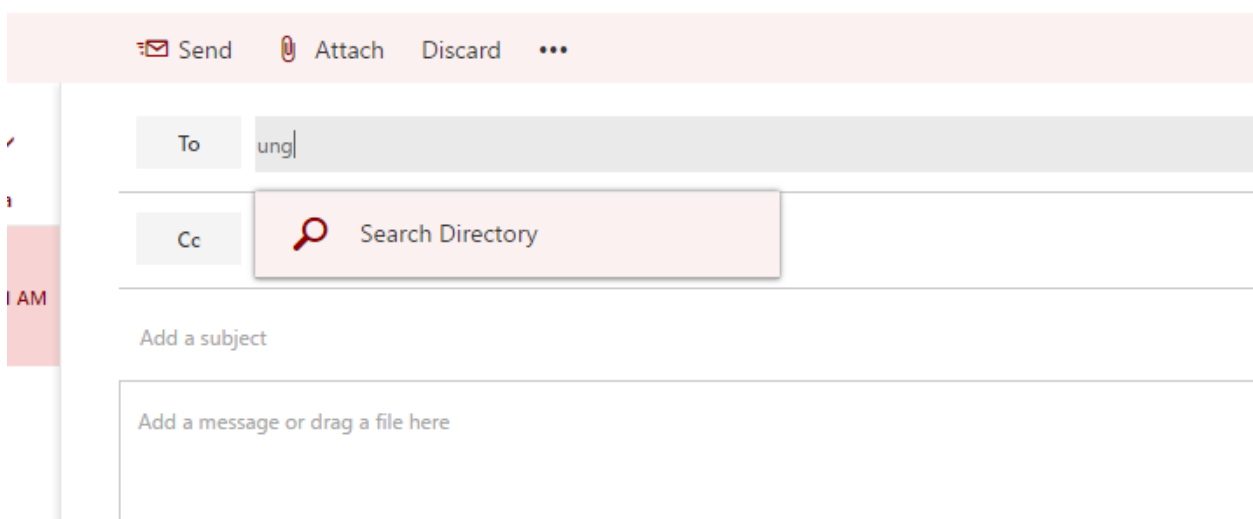 Send Attach Discard •••
To ung
Search Directory
Cc
AM
Add a subject
Add a message or drag a file here